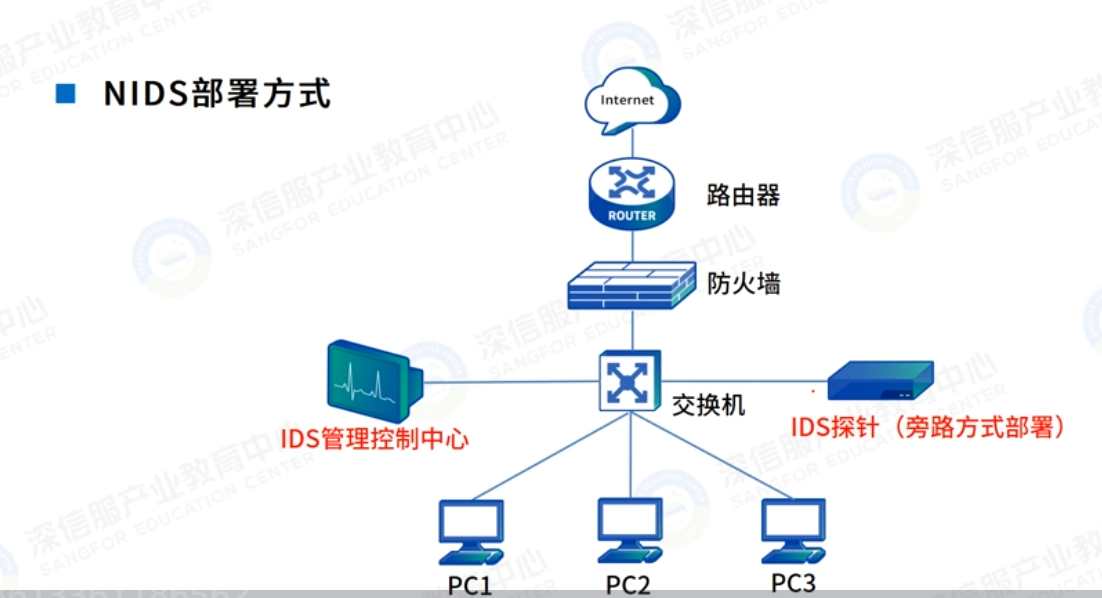 NIDS部署方式
Internet
ROUTER
路由器
防火墙
交换机
IDS管理控制中心
IDS探针（旁路方式部署）
PC1
PC2
PC3
深信服产业教育中心
SANGFOR EDUCATION CENTER